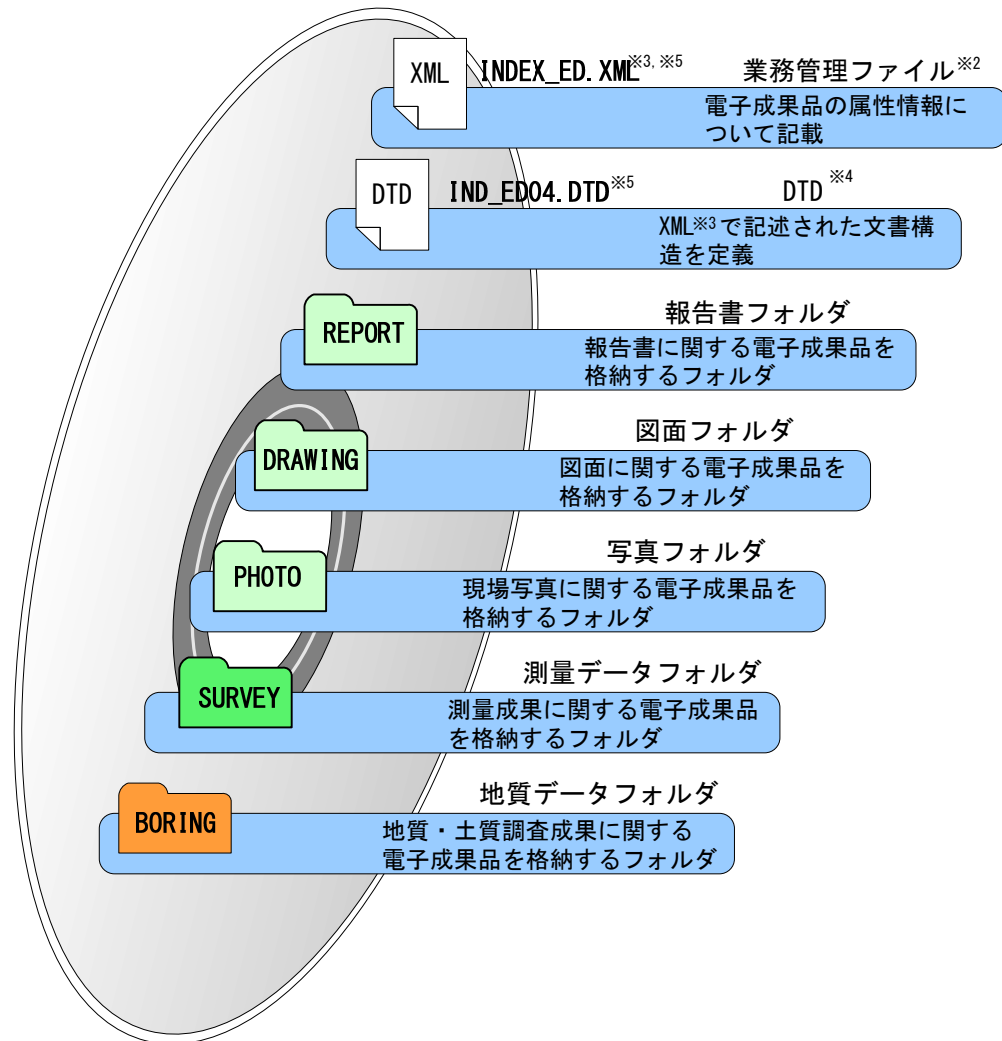 XML INDEX_ED.XML※3,※5 業務管理ファイル※2
電子成果品の属性情報に
ついて記載
DTD IND_ED04.DTD※5 DTD※4
XML※3で記述された文書構
造を定義
報告書フォルダ
REPORT
報告書に関する電子成果品を
格納するフォルダ
図面フォルダ
DRAWING
図面に関する電子成果品を
格納するフォルダ
写真フォルダ
PHOTO
現場写真に関する電子成果品を
格納するフォルダ
測量データフォルダ
SURVEY
測量成果に関する電子成果品
を格納するフォルダ
地質データフォルダ
BORING
地質・土質調査成果に関する
電子成果品を格納するフォルダ